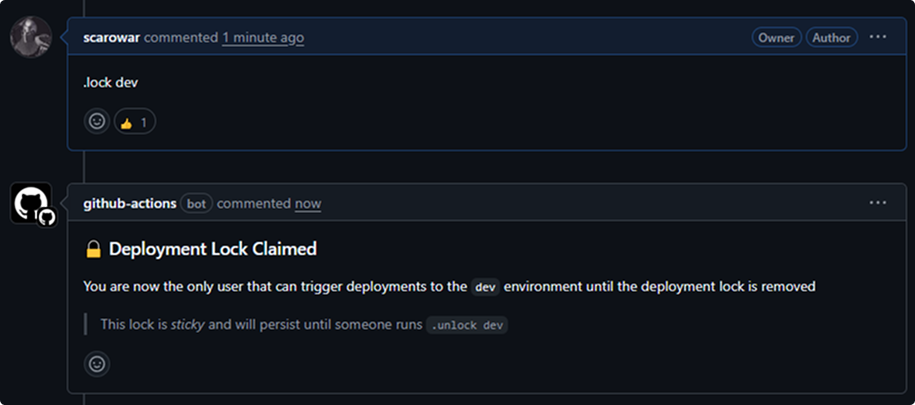 scarowar commented 1 minute ago Owner Author ...
.lock dev
1
github-actions bot commented now ...
Deployment Lock Claimed
You are now the only user that can trigger deployments to the dev environment until the deployment lock is removed
This lock is sticky and will persist until someone runs .unlock dev